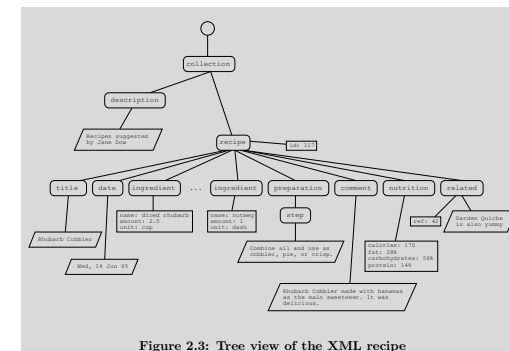 collection
description
Recipes suggested
by Jane Dow
recipe
id: 117
title
date
ingredient
...
ingredient
preparation
comment
nutrition
related
name: diced rhubarb
amount: 2.5
unit: cup
name: nutmeg
amount: 1
unit: dash
step
ref: 42
Garden Quiche
is also yummy
Rhubarb Cobbler
Combine all and use as
cobbler, pie, or crisp.
calories: 170
fat: 28%
carbohydrates: 58%
protein: 14%
Wed, 14 Jun 95
Rhubarb Cobbler made with bananas
as the main sweetener. It was
delicious.
Figure 2.3: Tree view of the XML recipe